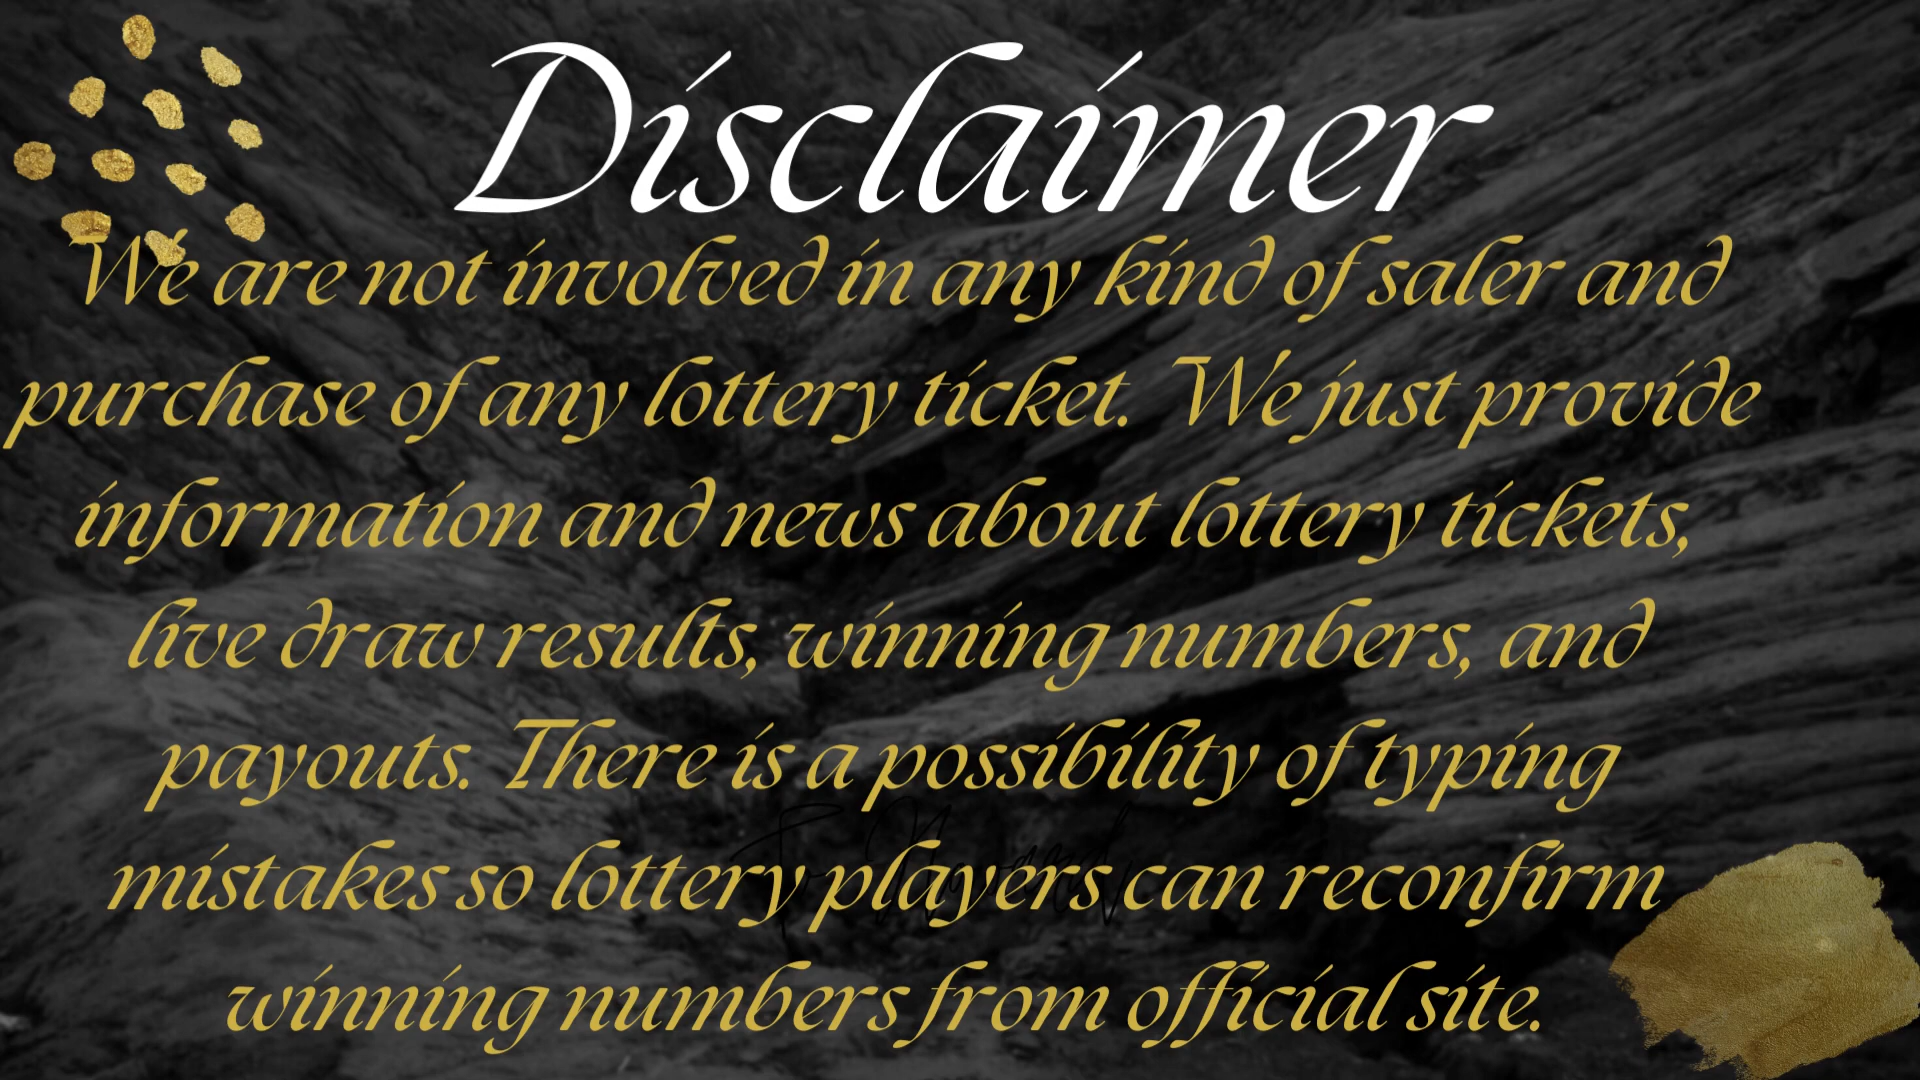 Disclaimer
We are not involved in any kind of saler and
purchase of any lottery ticket. We just provide
information and news about lottery tickets,
live draw results, winning numbers, and
payouts. There is a possibility of typing
mistakes so lottery players can reconfirm
winning numbers from official site.